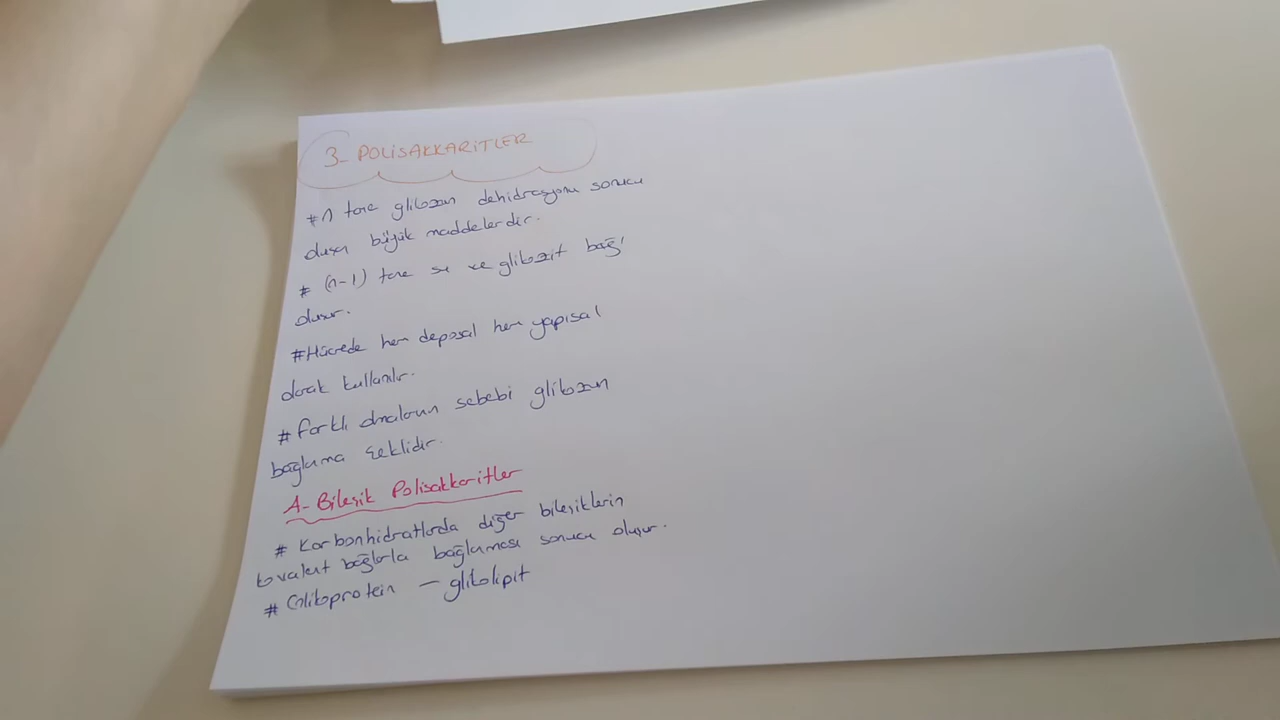 3- POLİSAKKARİTLER
# n tane glikozun dehidrasyonu sonucu
oluşan büyük maddelerdir.
# (n-1) tane su ve glikozit bağı
oluşur.
# Hücrede hem deposal hem yapısal
olarak kullanılır.
# Farklı olmalarının sebebi glikozun
bağlanma şeklidir.
A- Bileşik Polisakkaritler
# Karbonhidratlarda diğer bileşiklerin
kovalent bağlarla bağlanması sonucu oluşur.
# Glikoprotein - glikolipit